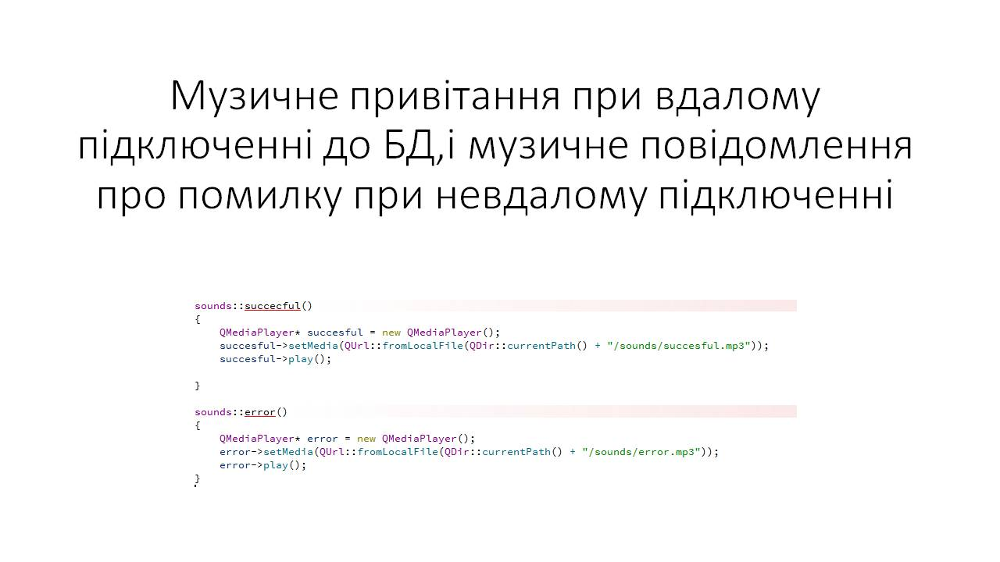 Музичне привітання при вдалому
підключенні до БД,і музичне повідомлення
про помилку при невдалому підключенні
sounds::succecful()
{
    QMediaPlayer* succesful = new QMediaPlayer();
    succesful->setMedia(QUrl::fromLocalFile(QDir::currentPath() + "/sounds/succesful.mp3"));
    succesful->play();
}
sounds::error()
{
    QMediaPlayer* error = new QMediaPlayer();
    error->setMedia(QUrl::fromLocalFile(QDir::currentPath() + "/sounds/error.mp3"));
    error->play();
}